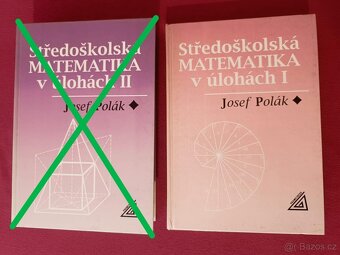 Středoškolská
MATEMATIKA
v úlohách II
Josef Polák
Středoškolská
MATEMATIKA
v úlohách I
Josef Polák
© Bazos.cz